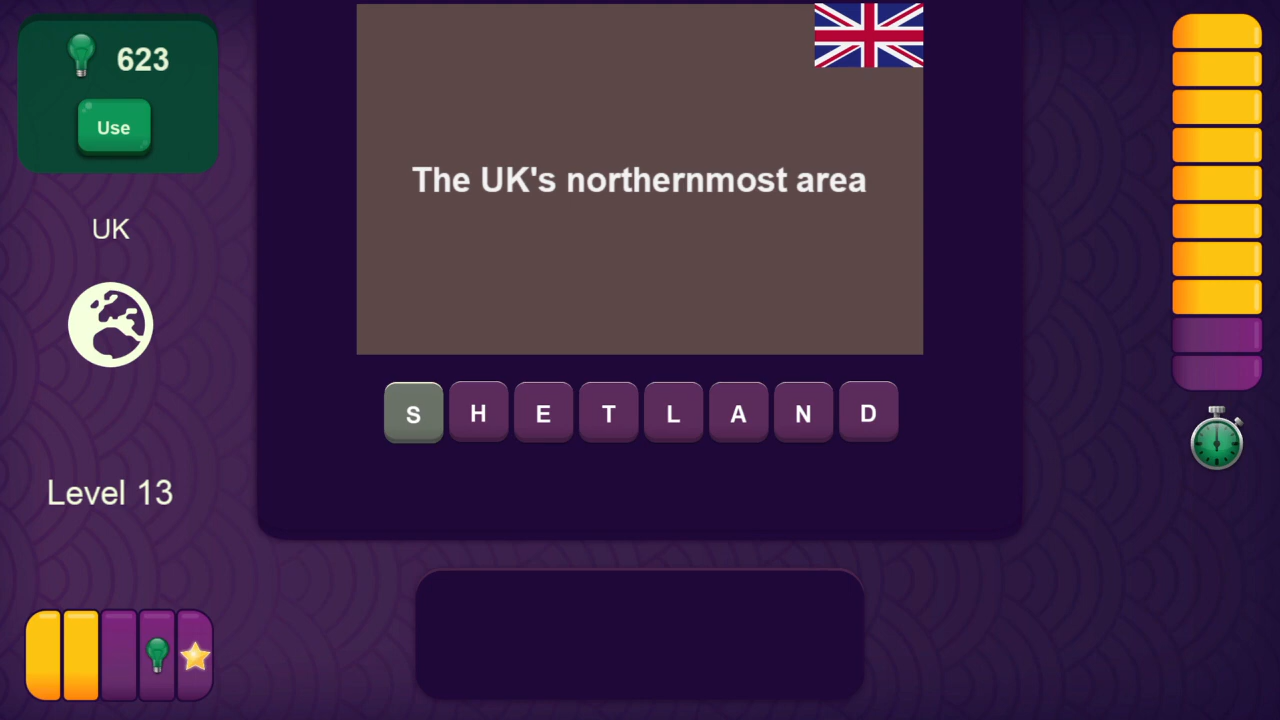 623
Use
UK
Level 13
The UK's northernmost area
S H E T L A N D